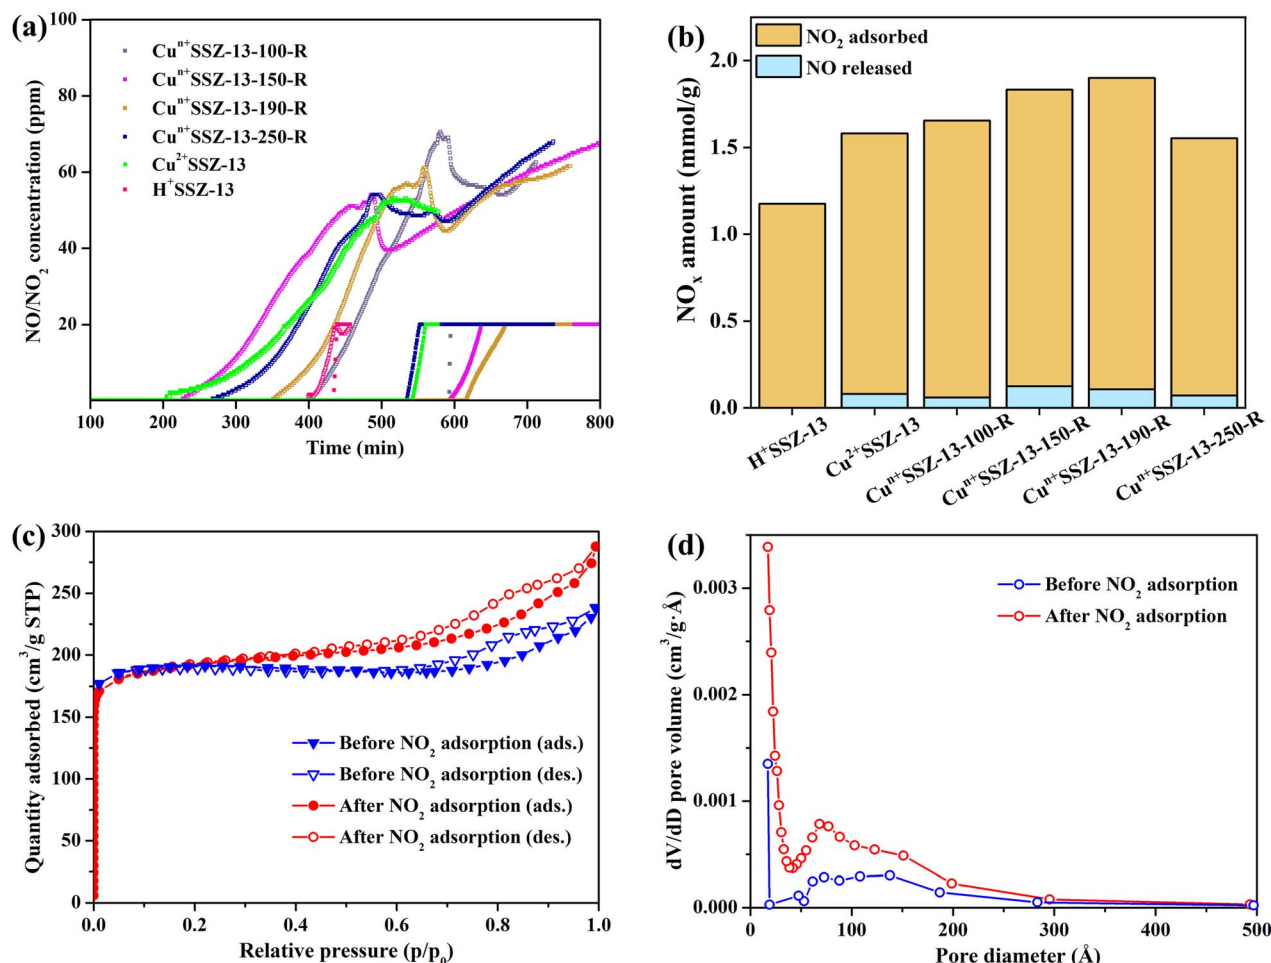 (a)
100
80
60
40
20
NO/NO₂ concentration (ppm)
Cuⁿ⁺SSZ-13-100-R
Cuⁿ⁺SSZ-13-150-R
Cuⁿ⁺SSZ-13-190-R
Cuⁿ⁺SSZ-13-250-R
Cu²⁺SSZ-13
H⁺SSZ-13
100 200 300 400 500 600 700 800
Time (min)
(b)
NO₂ adsorbed
NO released
2.0
1.5
1.0
0.5
0.0
NOₓ amount (mmol/g)
H⁺SSZ-13
Cu²⁺SSZ-13
Cuⁿ⁺SSZ-13-100-R
Cuⁿ⁺SSZ-13-150-R
Cuⁿ⁺SSZ-13-190-R
Cuⁿ⁺SSZ-13-250-R
(c)
300
250
200
150
100
50
0
Quantity adsorbed (cm³/g STP)
Before NO₂ adsorption (ads.)
Before NO₂ adsorption (des.)
After NO₂ adsorption (ads.)
After NO₂ adsorption (des.)
0.0 0.2 0.4 0.6 0.8 1.0
Relative pressure (p/p₀)
(d)
Before NO₂ adsorption
After NO₂ adsorption
0.003
0.002
0.001
0.000
dV/dD pore volume (cm³/g·Å)
0 100 200 300 400 500
Pore diameter (Å)